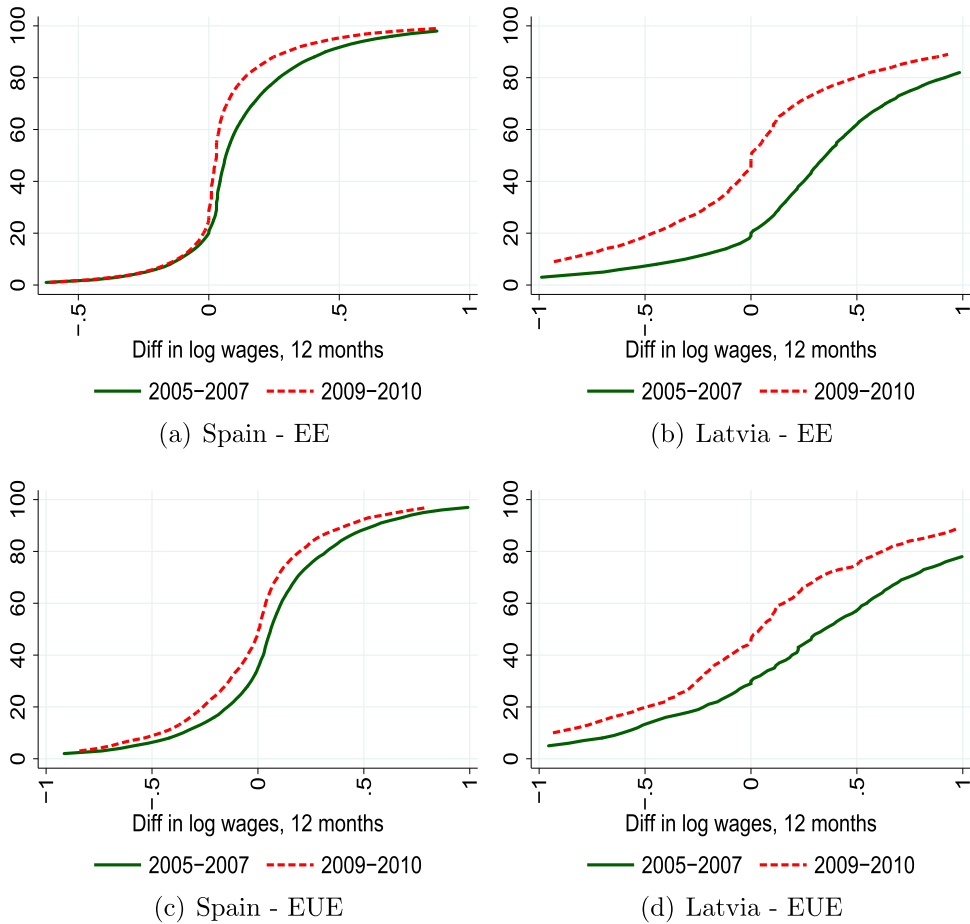 100
80
60
40
20
0
−.5 0 .5 1
Diff in log wages, 12 months
2005−2007 2009−2010
(a) Spain - EE
100
80
60
40
20
0
−1 −.5 0 .5 1
Diff in log wages, 12 months
2005−2007 2009−2010
(b) Latvia - EE
100
80
60
40
20
0
−1 −.5 0 .5 1
Diff in log wages, 12 months
2005−2007 2009−2010
(c) Spain - EUE
100
80
60
40
20
0
−1 −.5 0 .5 1
Diff in log wages, 12 months
2005−2007 2009−2010
(d) Latvia - EUE